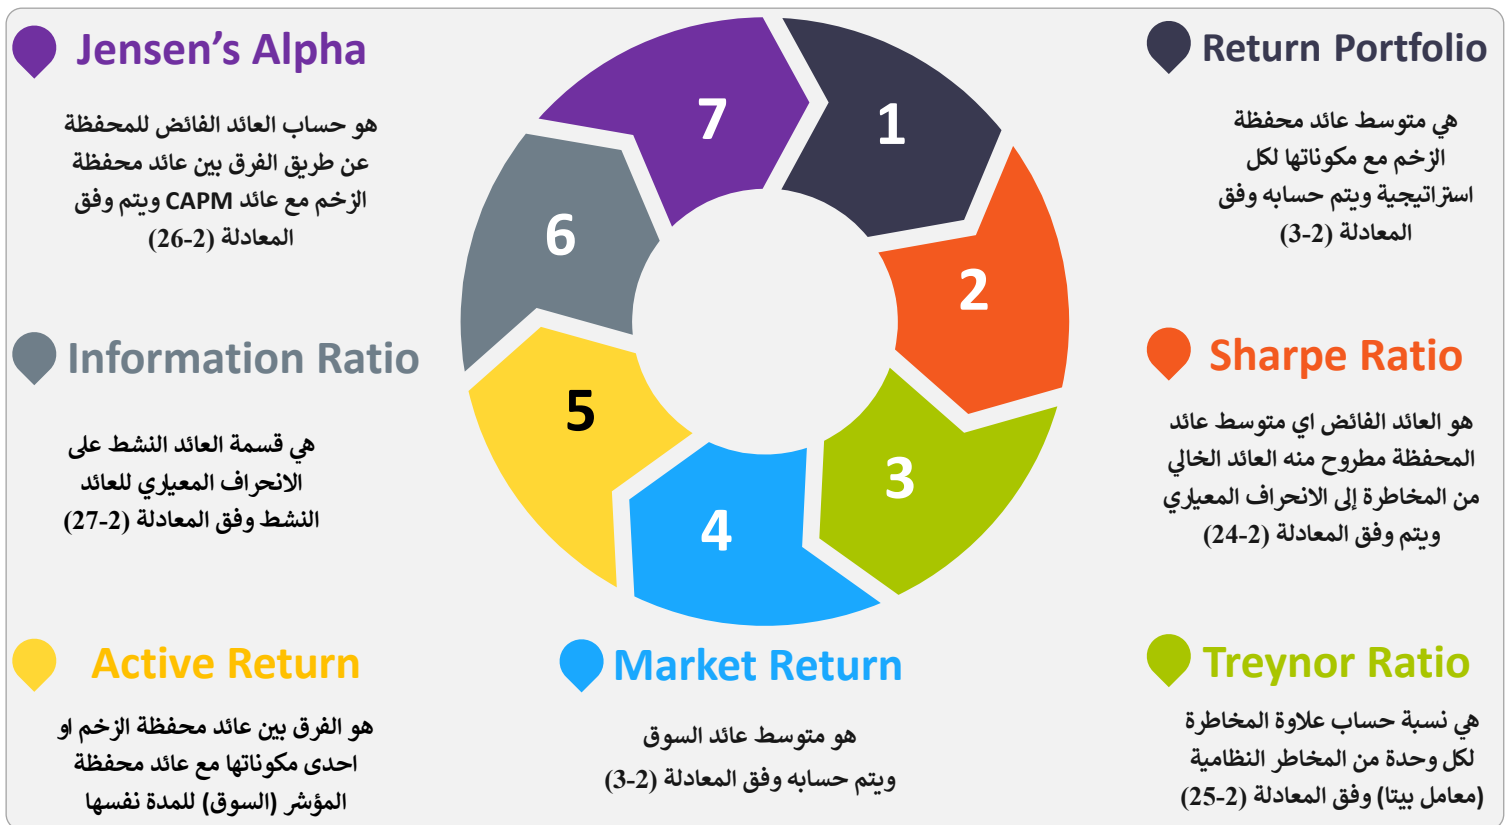 Return Portfolio
هي متوسط عائد محفظة
الزخم مع مكوناتها لكل
استراتيجية ويتم حسابه وفق
المعادلة (2-3)
Sharpe Ratio
هو العائد الفائض اي متوسط عائد
المحفظة مطروح منه العائد الخالي
من المخاطرة إلى الانحراف المعياري
ويتم وفق المعادلة (2-24)
Treynor Ratio
هي نسبة حساب علاوة المخاطرة
لكل وحدة من المخاطر النظامية
(معامل بيتا) وفق المعادلة (2-25)
Market Return
هو متوسط عائد السوق
ويتم حسابه وفق المعادلة (2-3)
Active Return
هو الفرق بين عائد محفظة الزخم او
احدى مكوناتها مع عائد محفظة
المؤشر (السوق) للمدة نفسها
Information Ratio
هي قسمة العائد النشط على
الانحراف المعياري للعائد
النشط وفق المعادلة (2-27)
Jensen’s Alpha
هو حساب العائد الفائض للمحفظة
عن طريق الفرق بين عائد محفظة
الزخم مع عائد CAPM ويتم وفق
المعادلة (2-26)
1
2
3
4
5
6
7